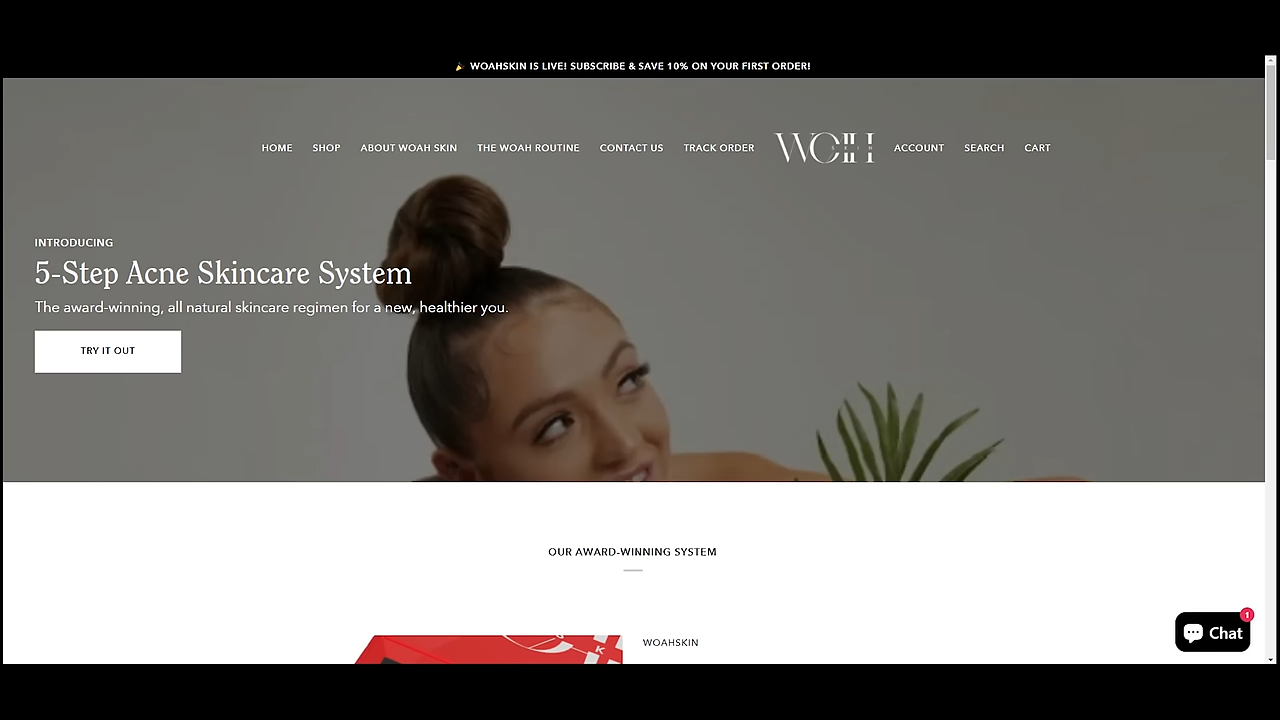 🎉 WOAHSKIN IS LIVE! SUBSCRIBE & SAVE 10% ON YOUR FIRST ORDER!
HOME SHOP ABOUT WOAH SKIN THE WOAH ROUTINE CONTACT US TRACK ORDER WOAH SKIN ACCOUNT SEARCH CART
INTRODUCING
5-Step Acne Skincare System
The award-winning, all natural skincare regimen for a new, healthier you.
TRY IT OUT
OUR AWARD-WINNING SYSTEM
WOAHSKIN
1
Chat